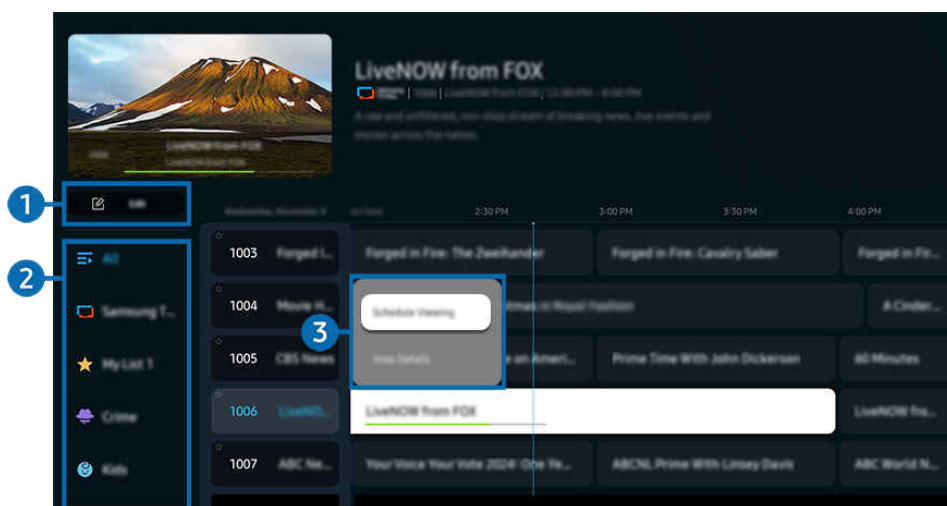 LiveNOW from FOX
1
Edit
2:30 PM
3:00 PM
3:30 PM
4:00 PM
2
All
1003
Forged i...
Forged in Fire: The Zweihander
Forged in Fire: Cavalry Saber
Forged in Fir...
Samsung T...
1004
Movie H...
Schedule Viewing
A Cinder...
3
My List 1
1005
CBS News
View Details
Prime Time With John Dickerson
60 Minutes
Crime
1006
LiveNO...
LiveNOW from FOX
LiveNOW fro...
Kids
1007
ABC Ne...
Your Voice Your Vote 2024: One Ye...
ABCNL Prime With Linsey Davis
ABC World N...